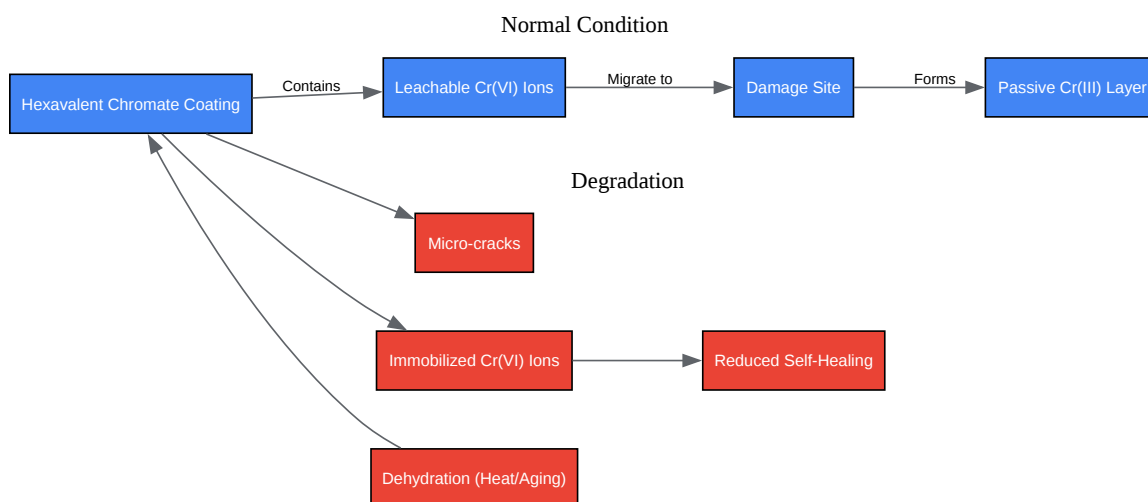 Normal Condition
Hexavalent Chromate Coating
Contains
Leachable Cr(VI) Ions
Migrate to
Damage Site
Forms
Passive Cr(III) Layer
Degradation
Micro-cracks
Immobilized Cr(VI) Ions
Reduced Self-Healing
Dehydration (Heat/Aging)